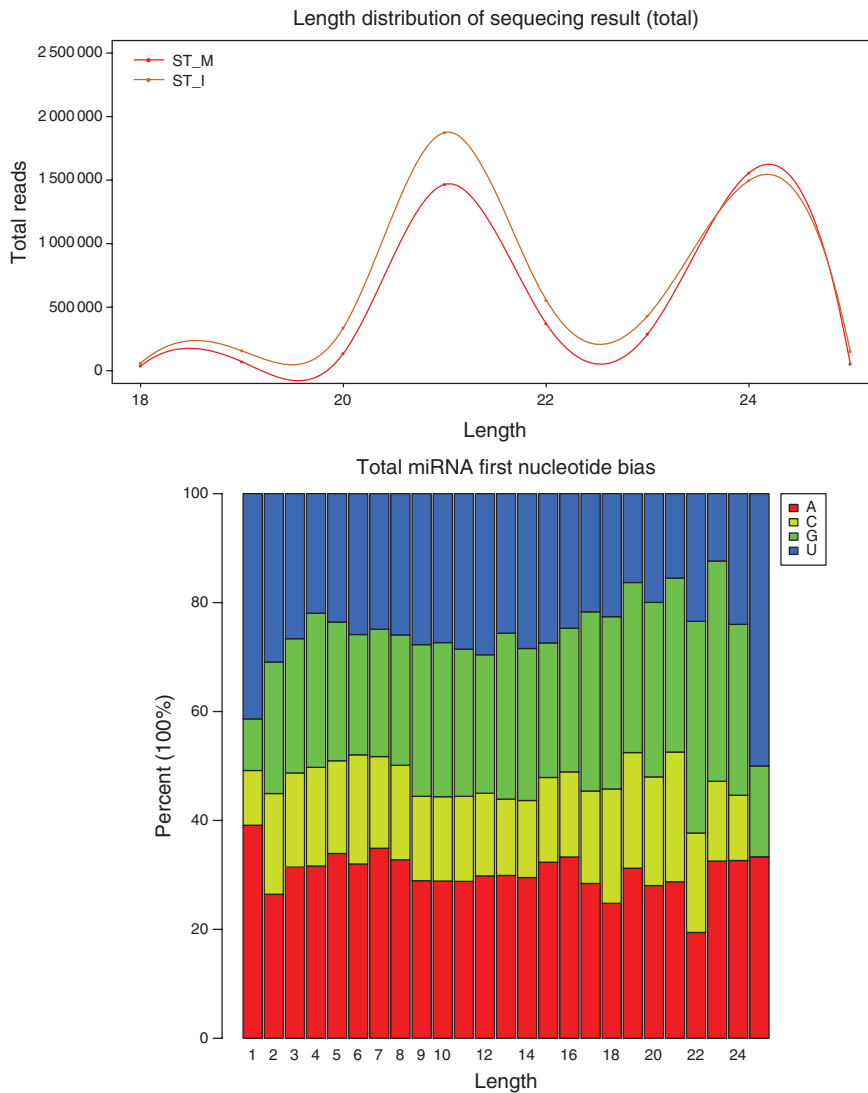 Length distribution of sequecing result (total)
2 500 000
2 000 000
1 500 000
1 000 000
500 000
0
Total reads
ST_M
ST_I
18 20 22 24
Length
Total miRNA first nucleotide bias
100
80
60
40
20
0
Percent (100%)
A
C
G
U
1 2 3 4 5 6 7 8 9 10 12 14 16 18 20 22 24
Length